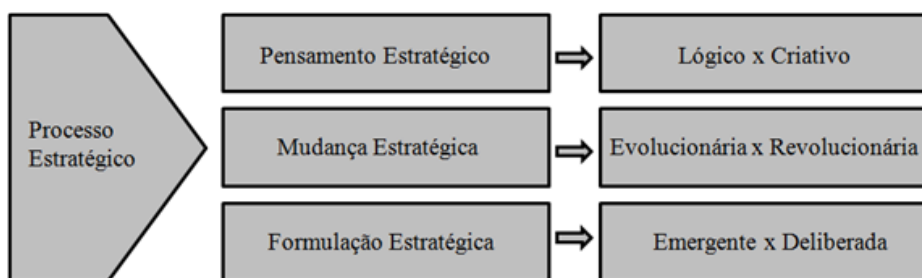 Processo
Estratégico
Pensamento Estratégico
Lógico x Criativo
Mudança Estratégica
Evolucionária x Revolucionária
Formulação Estratégica
Emergente x Deliberada